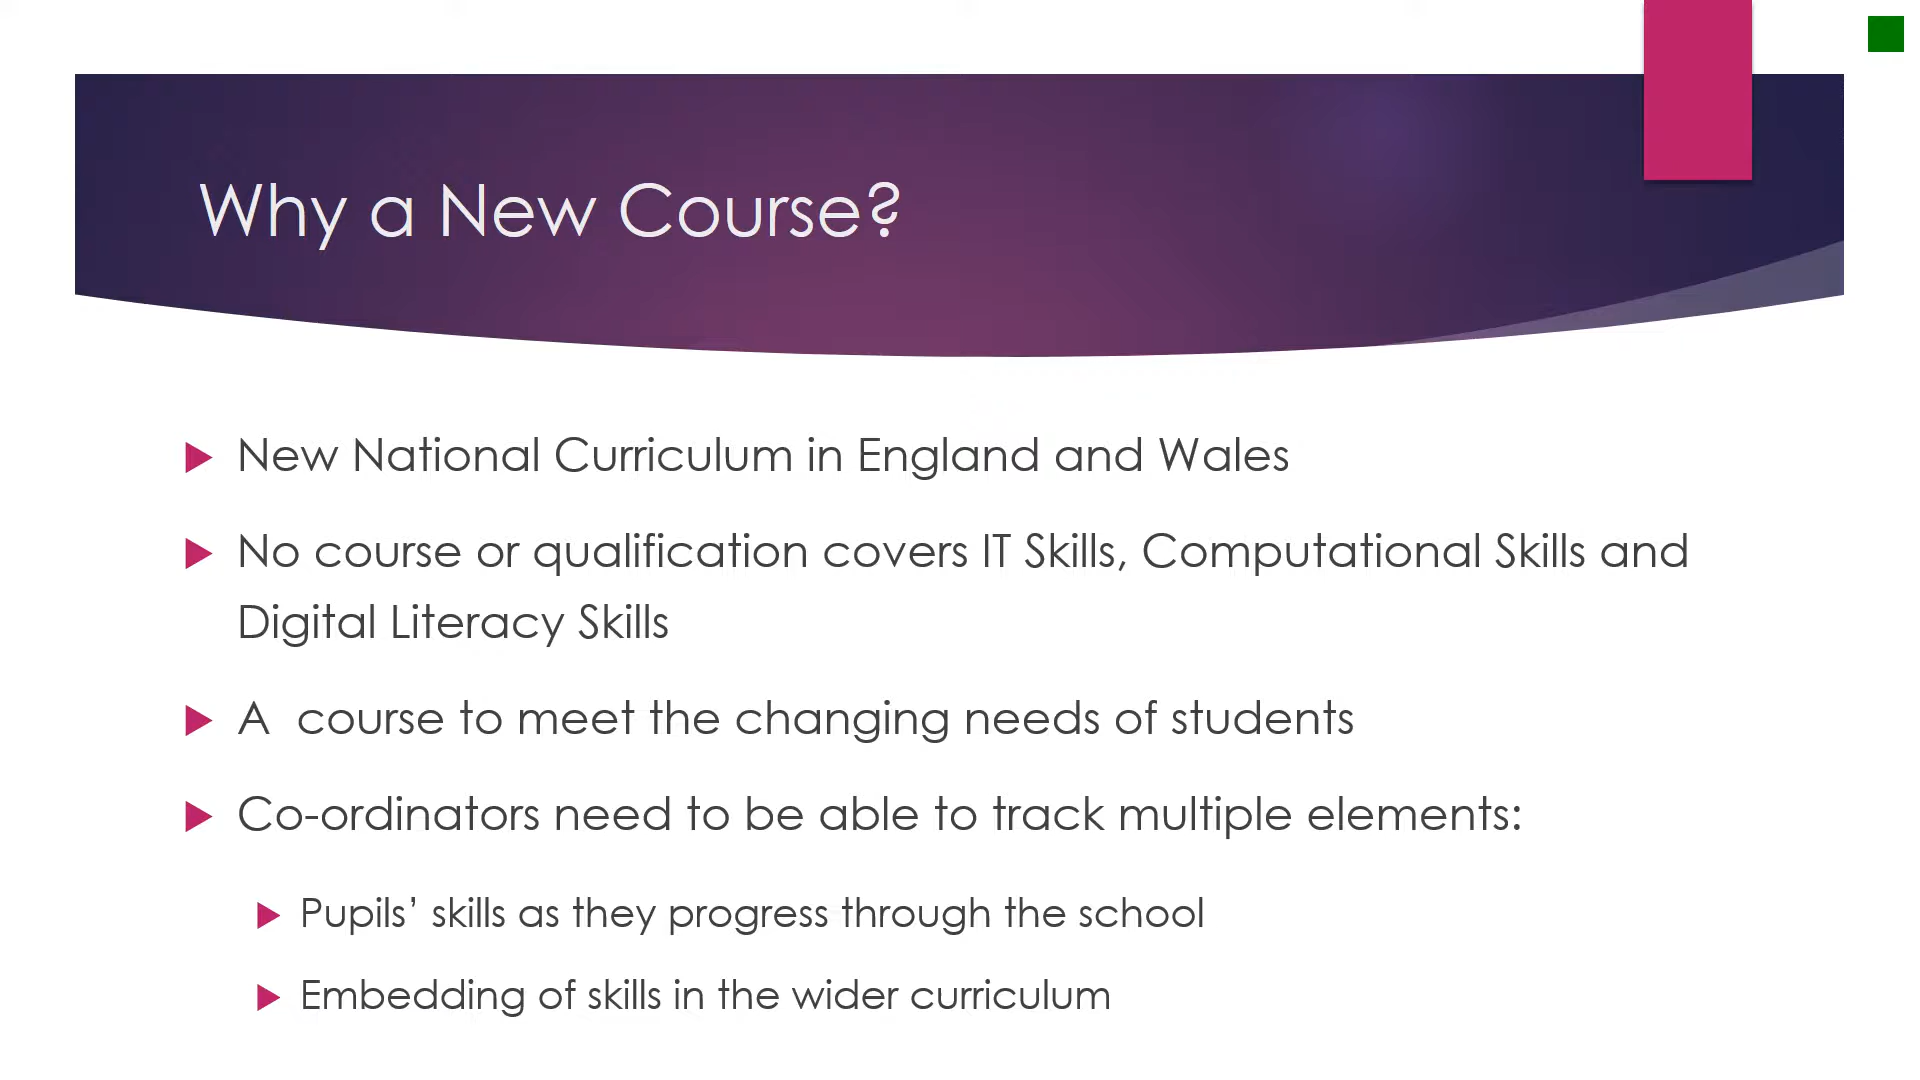 Why a New Course?
New National Curriculum in England and Wales
No course or qualification covers IT Skills, Computational Skills and
Digital Literacy Skills
A  course to meet the changing needs of students
Co-ordinators need to be able to track multiple elements:
Pupils’ skills as they progress through the school
Embedding of skills in the wider curriculum